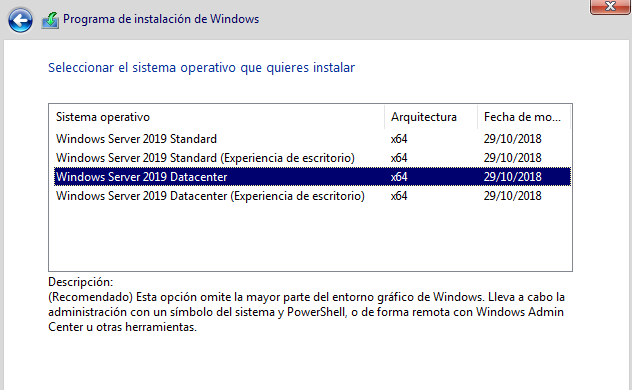 Programa de instalación de Windows
Seleccionar el sistema operativo que quieres instalar
Sistema operativo Arquitectura Fecha de mo...
Windows Server 2019 Standard x64 29/10/2018
Windows Server 2019 Standard (Experiencia de escritorio) x64 29/10/2018
Windows Server 2019 Datacenter x64 29/10/2018
Windows Server 2019 Datacenter (Experiencia de escritorio) x64 29/10/2018
Descripción:
(Recomendado) Esta opción omite la mayor parte del entorno gráfico de Windows. Lleva a cabo la
administración con un símbolo del sistema y PowerShell, o de forma remota con Windows Admin
Center u otras herramientas.